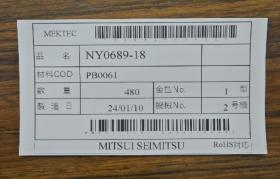 MEKTEC
品 名 NY0689-18
材料COD PB0061
数 量 480 金型No. 1 型
製 造 日 24/01/10 機械No. 2 号機
MITSUI SEIMITSU RoHS対応